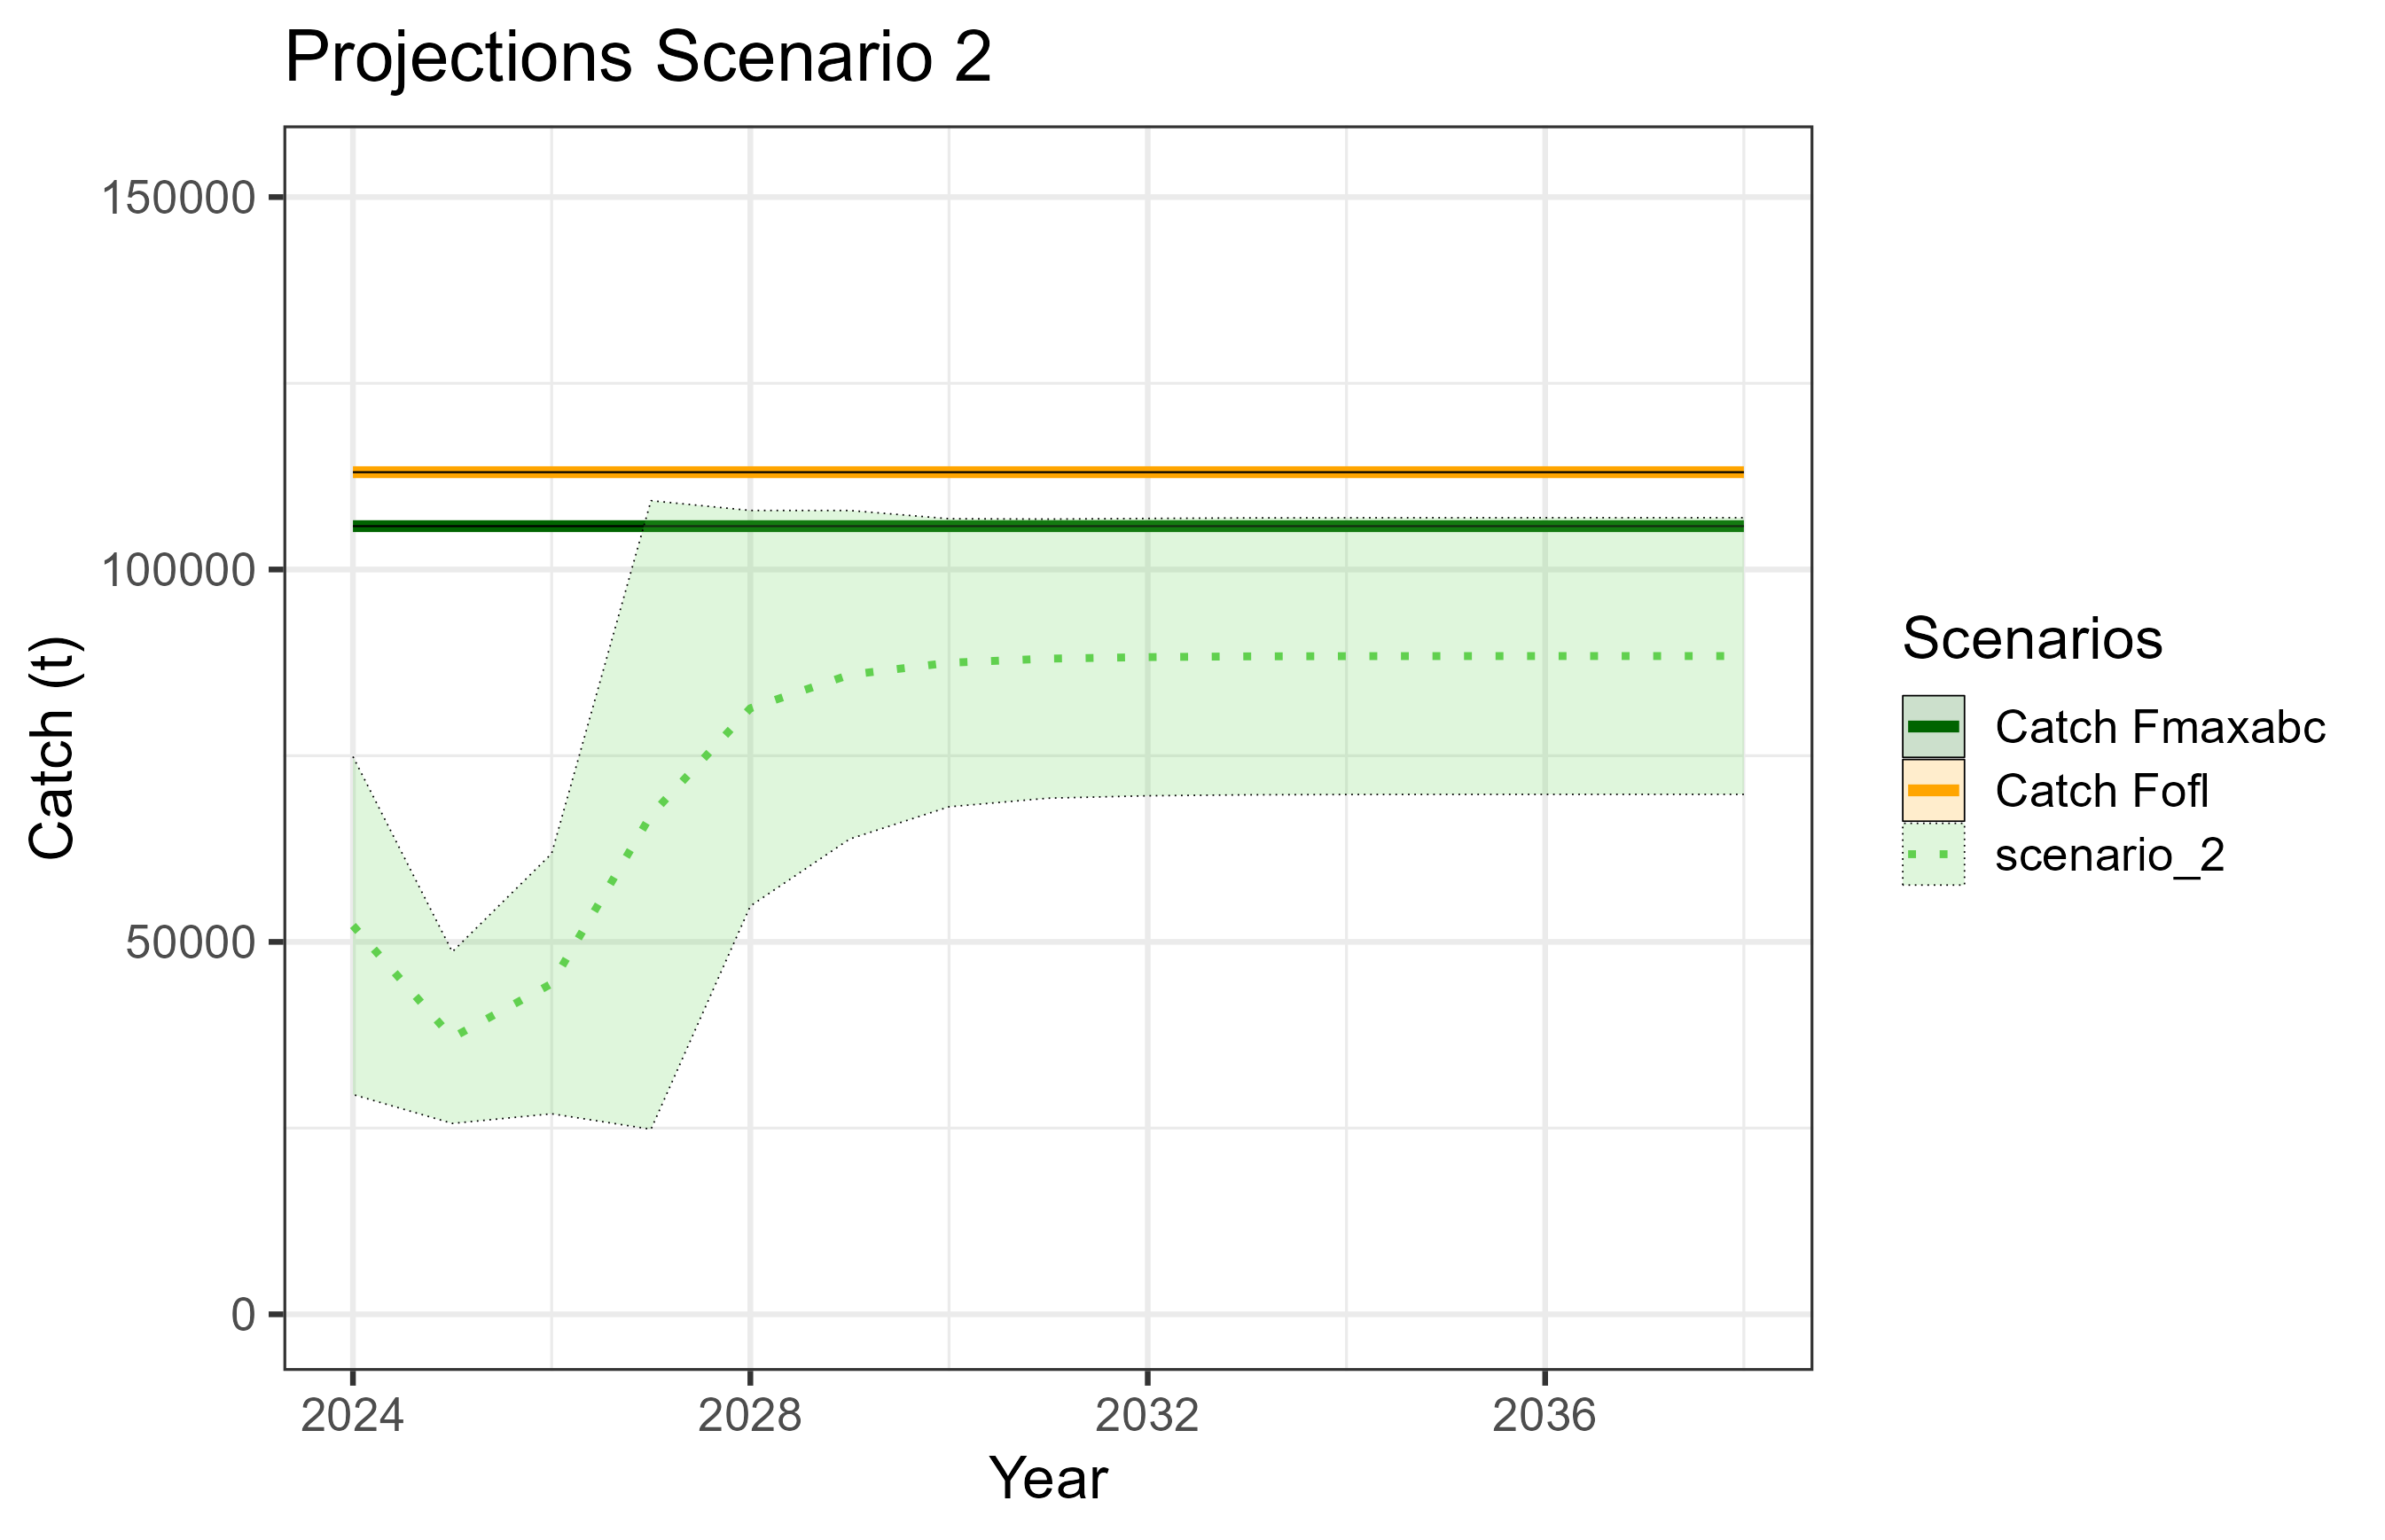 Projections Scenario 2
150000
100000
50000
0
Catch (t)
2024 2028 2032 2036
Year
Scenarios
Catch Fmaxabc
Catch Fofl
scenario_2